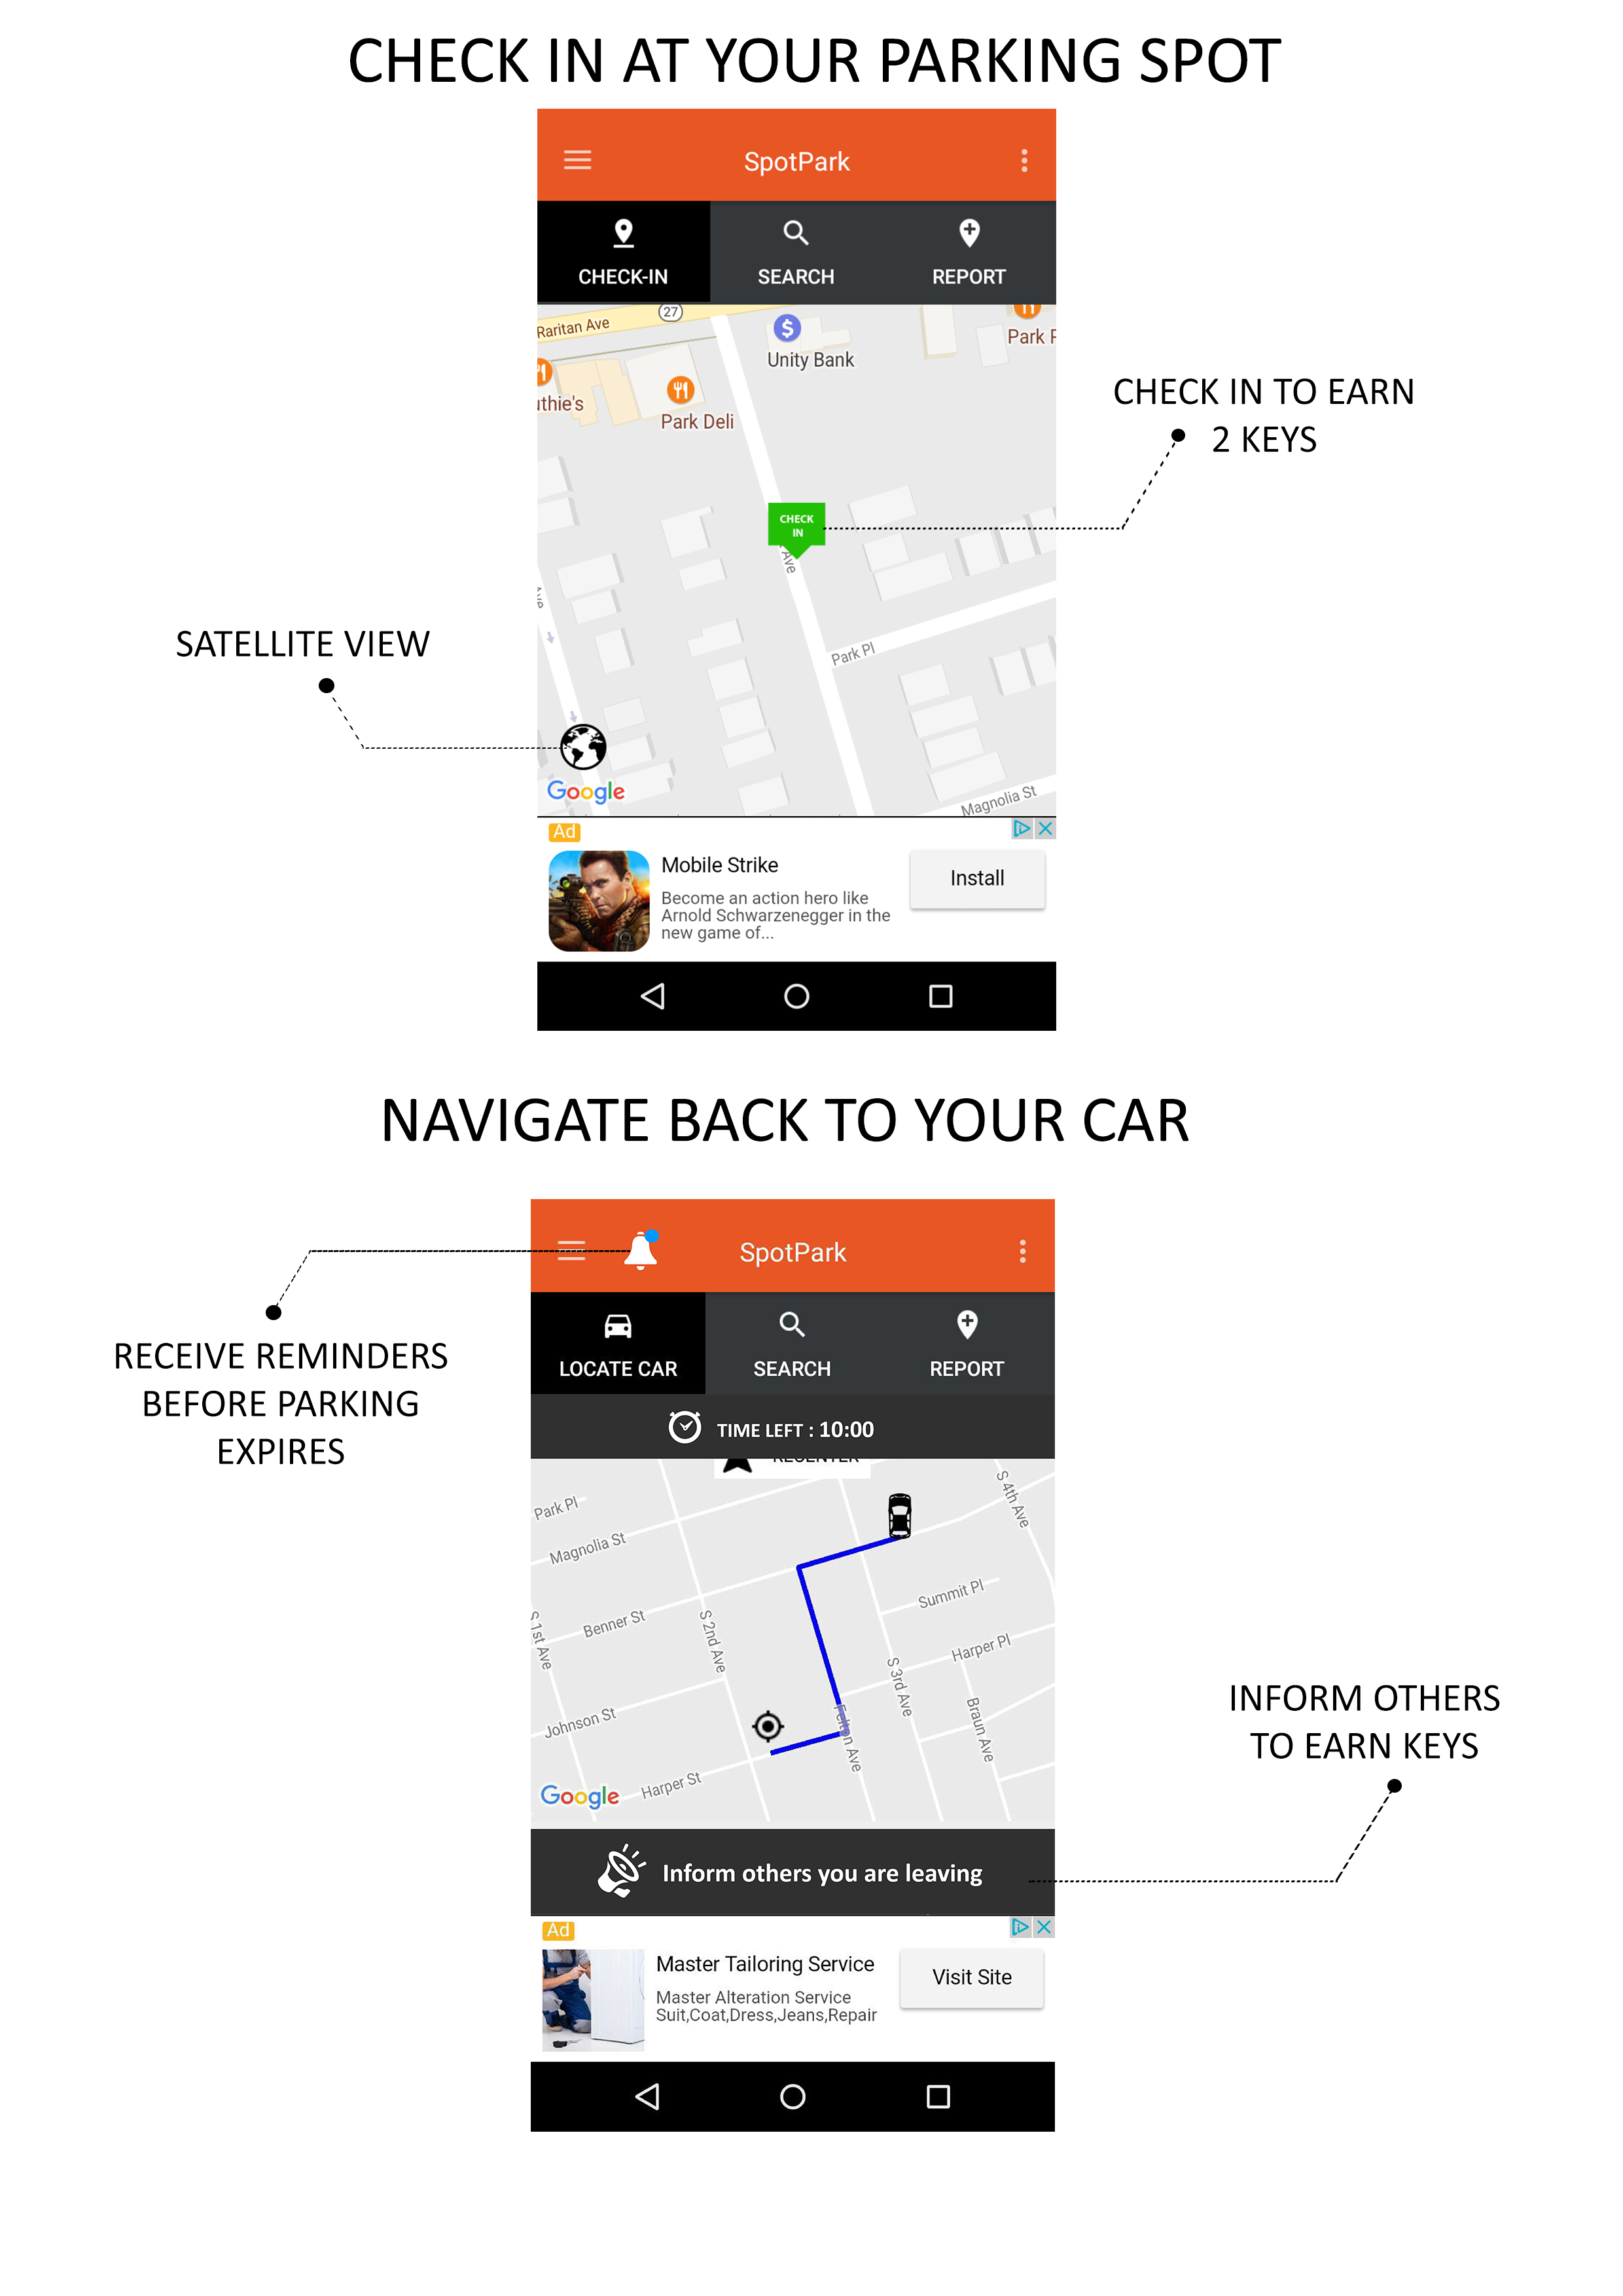 CHECK IN AT YOUR PARKING SPOT
SpotPark
CHECK-IN
SEARCH
REPORT
27
Raritan Ave
Unity Bank
Park
Park Deli
CHECK IN TO EARN
2 KEYS
CHECK
IN
Ave
Ave
SATELLITE VIEW
Park Pl
Google
Magnolia St
Ad
Mobile Strike
Become an action hero like
Arnold Schwarzenegger in the
new game of...
Install
NAVIGATE BACK TO YOUR CAR
SpotPark
RECEIVE REMINDERS
BEFORE PARKING
EXPIRES
LOCATE CAR
SEARCH
REPORT
TIME LEFT : 10:00
RECENTER
S 4th Ave
Park Pl
Magnolia St
Summit Pl
Benner St
S 1st Ave
S 2nd Ave
Harper Pl
S 3rd Ave
Johnson St
Felton Ave
Braun Ave
Harper St
Google
INFORM OTHERS
TO EARN KEYS
Inform others you are leaving
Ad
Master Tailoring Service
Master Alteration Service
Suit,Coat,Dress,Jeans,Repair
Visit Site